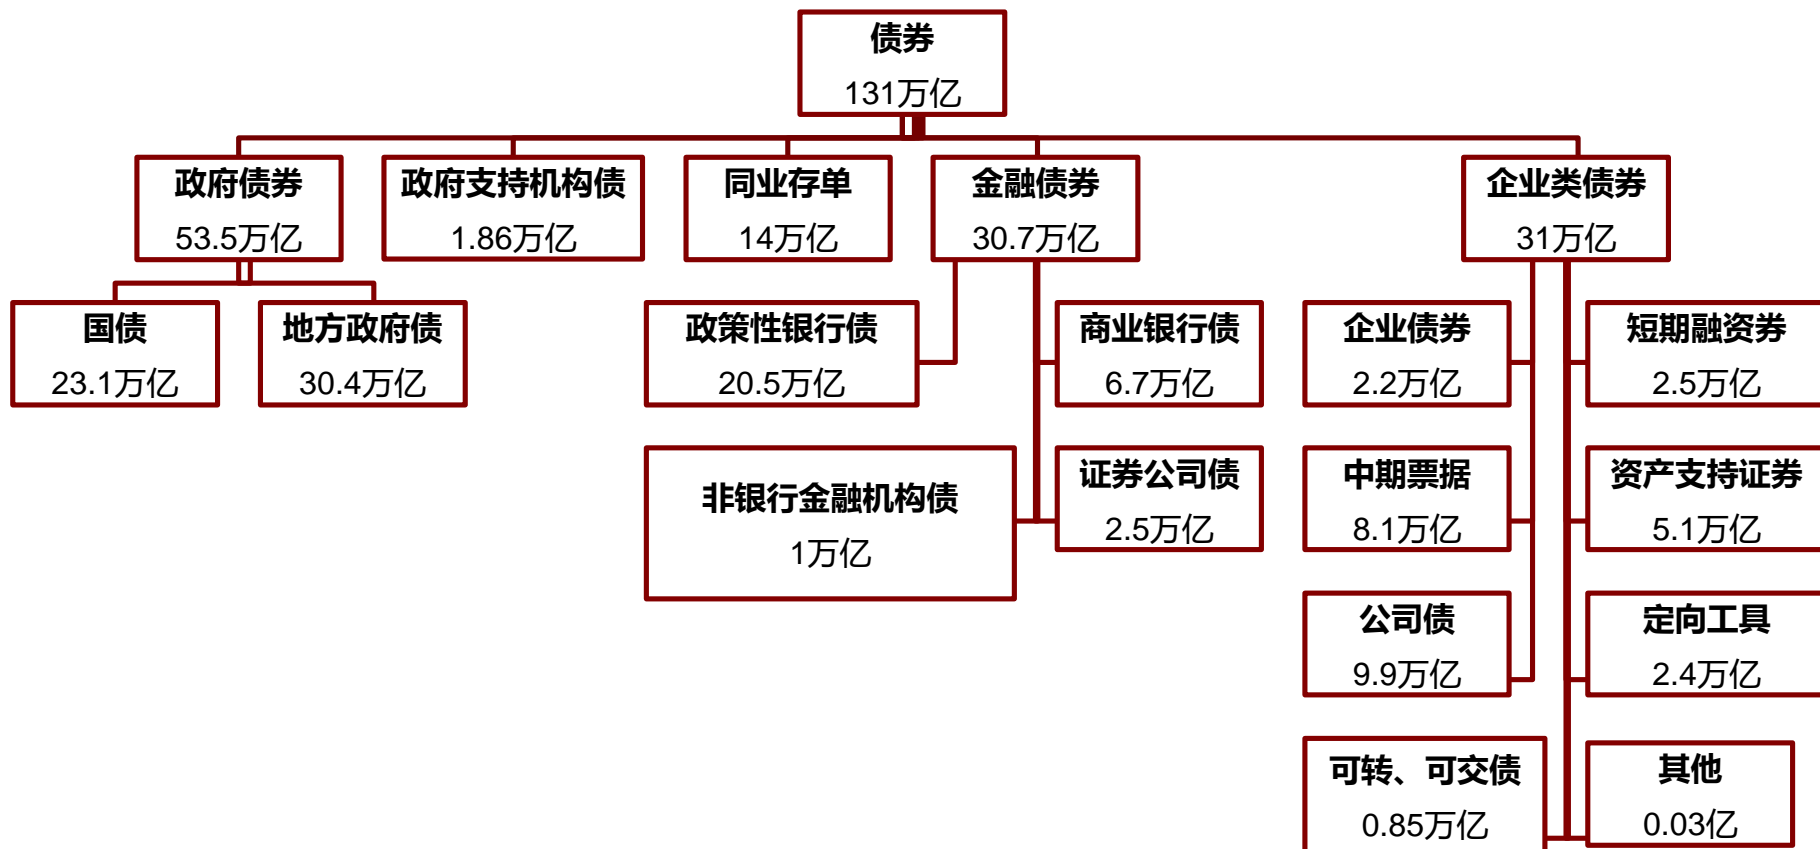 债券
131万亿
政府债券
53.5万亿
政府支持机构债
1.86万亿
同业存单
14万亿
金融债券
30.7万亿
企业类债券
31万亿
国债
23.1万亿
地方政府债
30.4万亿
政策性银行债
20.5万亿
商业银行债
6.7万亿
企业债券
2.2万亿
短期融资券
2.5万亿
非银行金融机构债
1万亿
证券公司债
2.5万亿
中期票据
8.1万亿
资产支持证券
5.1万亿
公司债
9.9万亿
定向工具
2.4万亿
可转、可交债
0.85万亿
其他
0.03亿